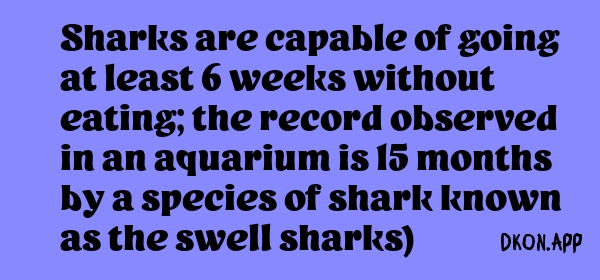 Sharks are capable of going
at least 6 weeks without
eating; the record observed
in an aquarium is 15 months
by a species of shark known
as the swell sharks)
DKON.APP